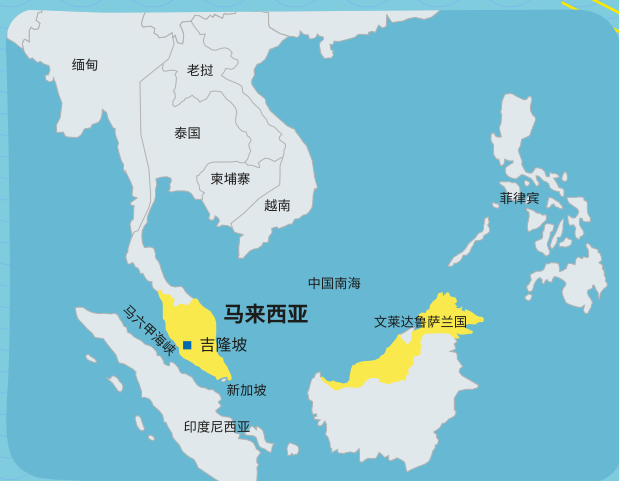 缅甸
老挝
泰国
柬埔寨
越南
菲律宾
中国南海
马来西亚
文莱达鲁萨兰国
马六甲海峡
吉隆坡
新加坡
印度尼西亚